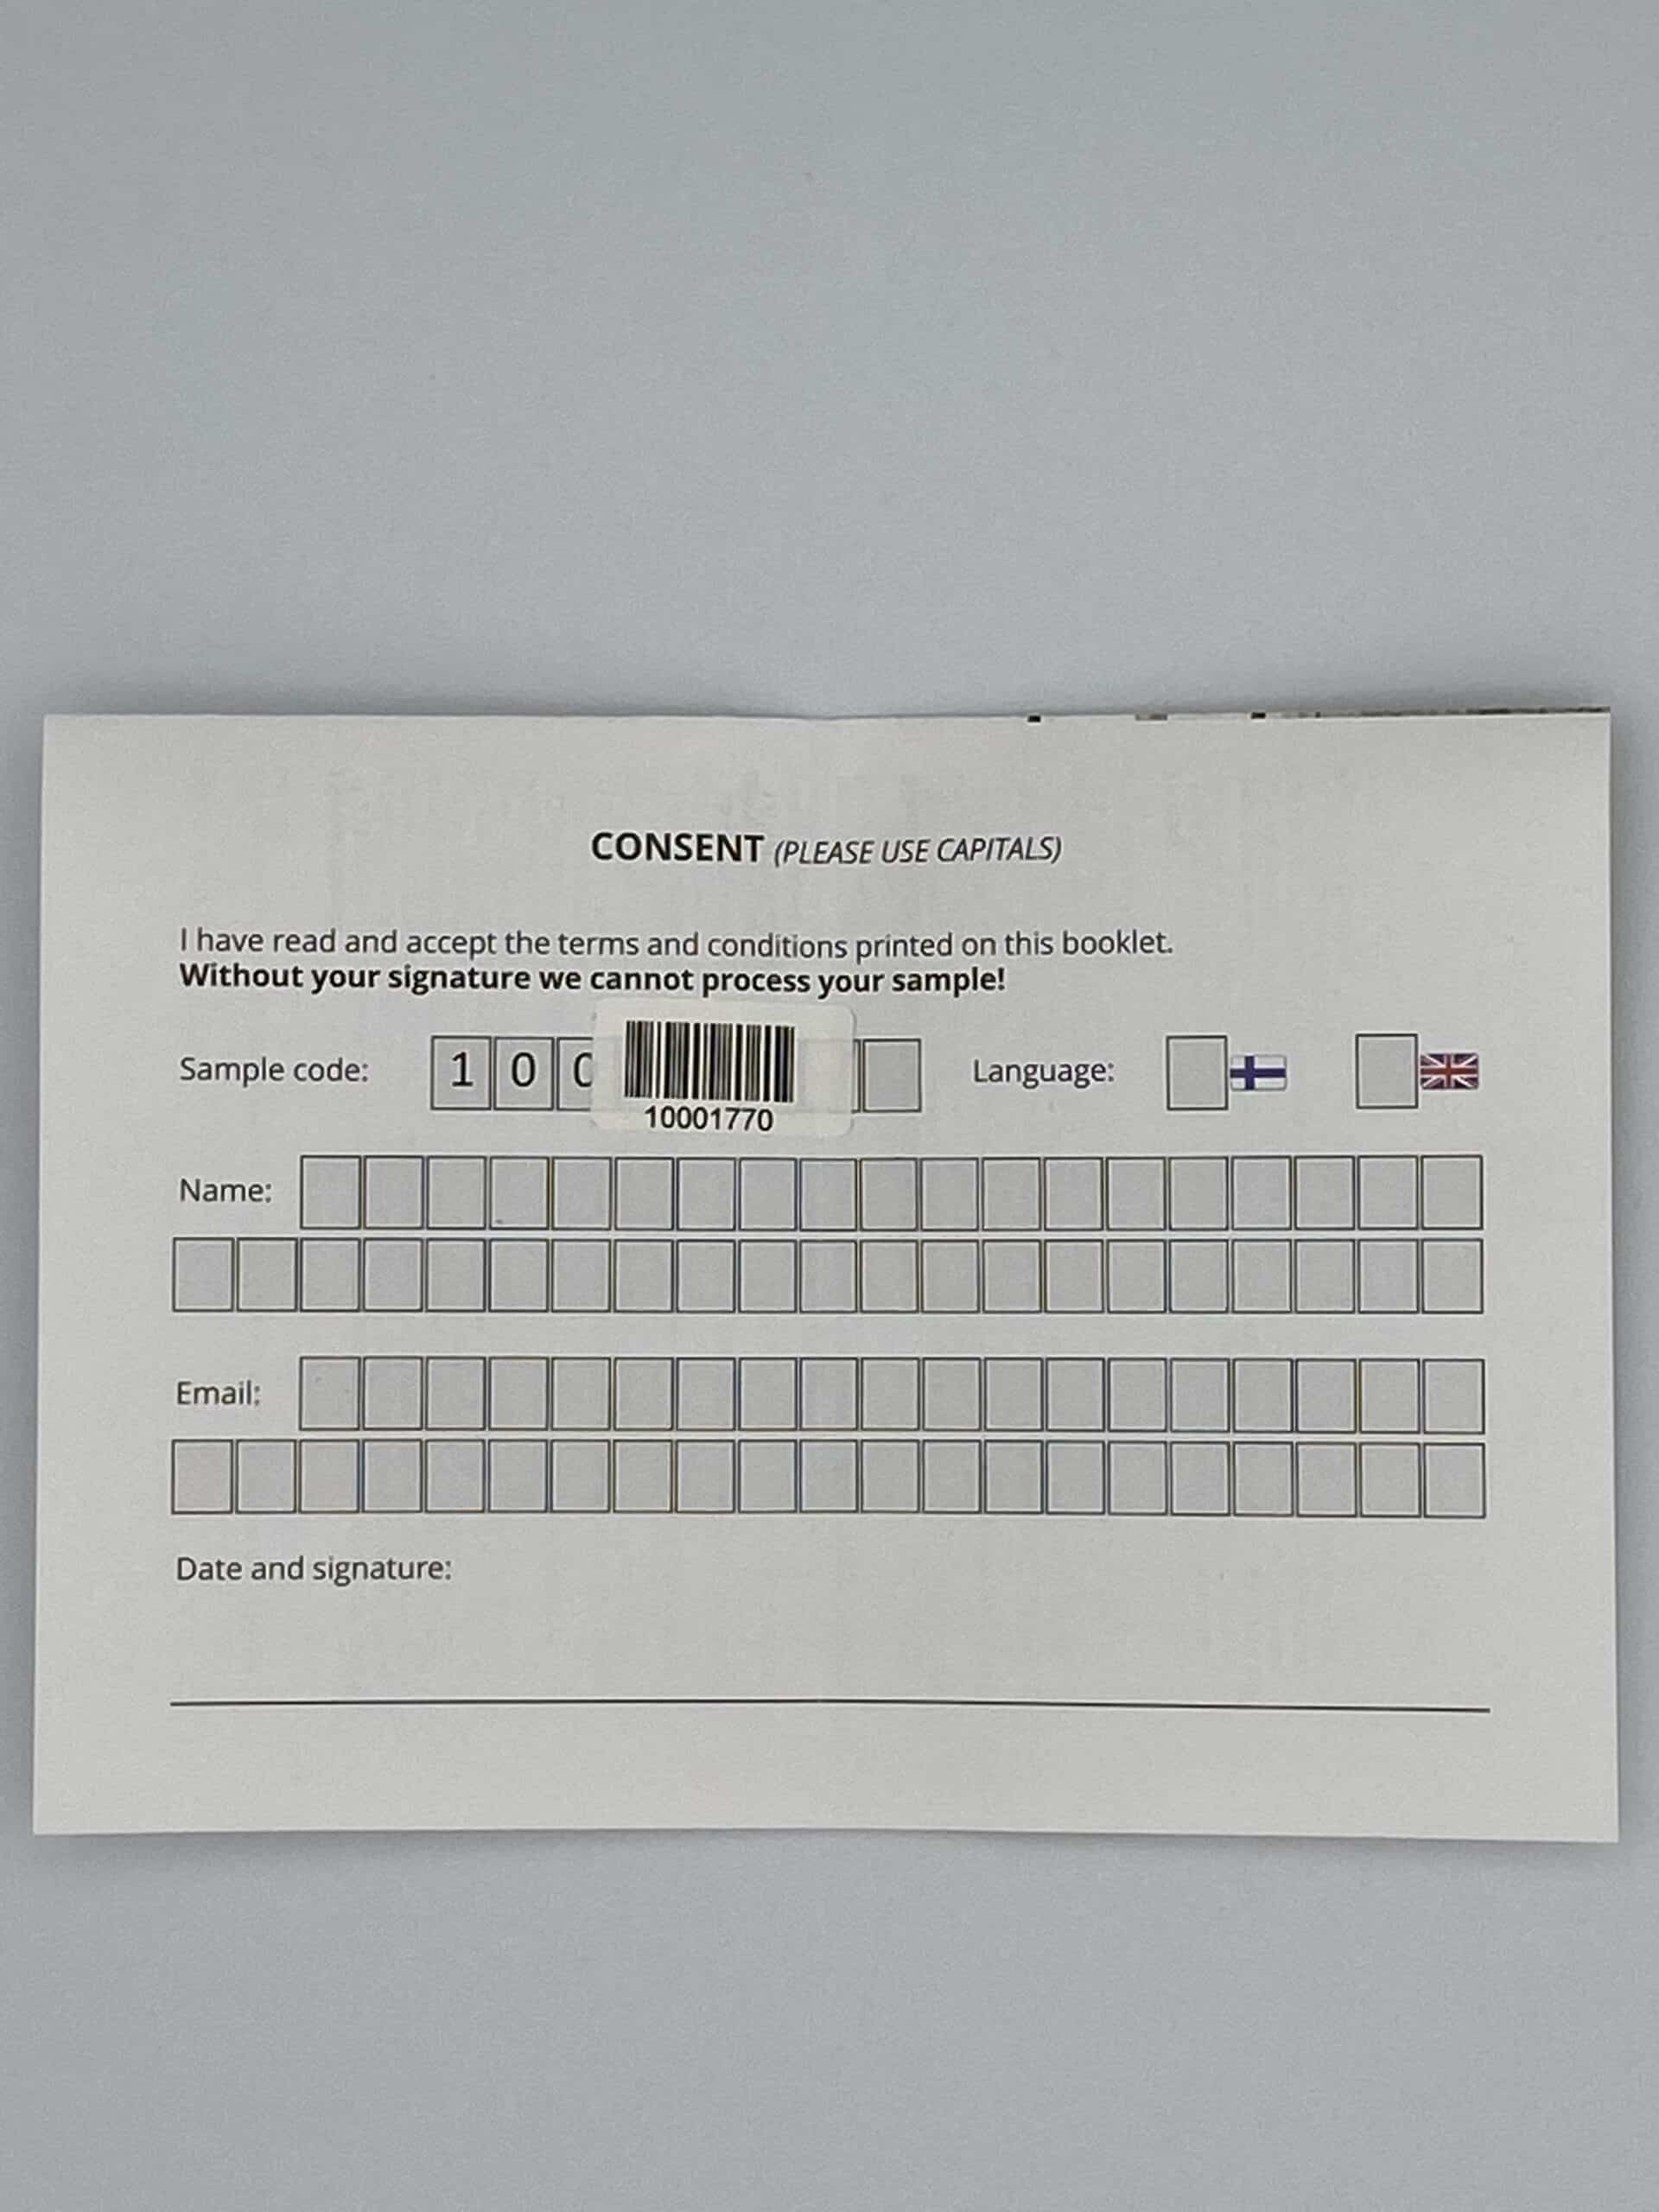 CONSENT (PLEASE USE CAPITALS)
I have read and accept the terms and conditions printed on this booklet.
Without your signature we cannot process your sample!
Sample code: 1 0 0 Language:
10001770
Name:
Email:
Date and signature: